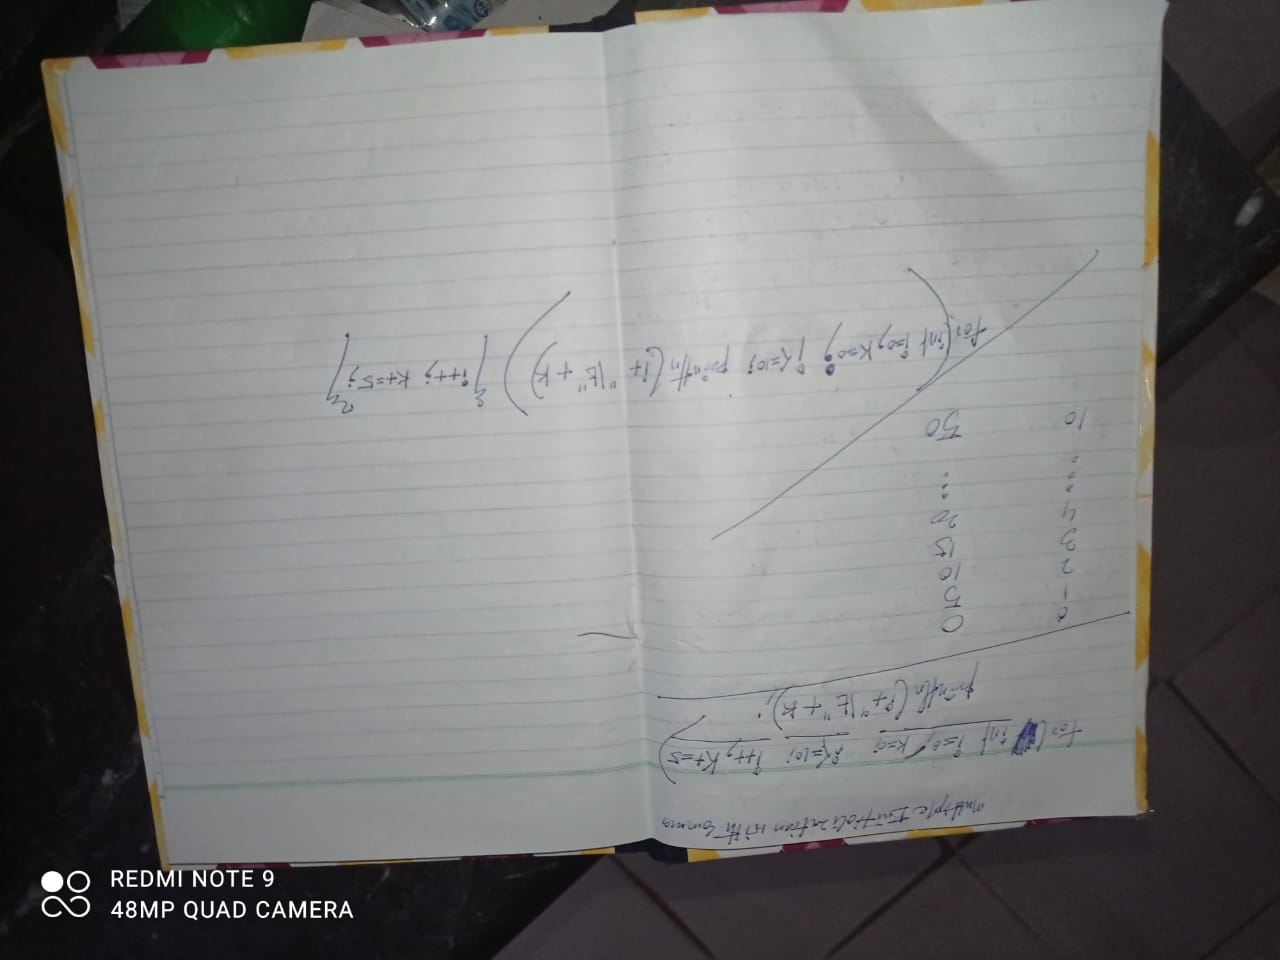 Multiple Initialization with Comma
for( int i=0, k=0; i<=10; i++, k+=5)
println(i+"\t"+k);
0 0
1 5
2 10
3 15
4 20
: :
10 50
for(int i=0, k=0; i<=10; println(i+"\t"+k)) {i++; k+=5;}
REDMI NOTE 9
48MP QUAD CAMERA